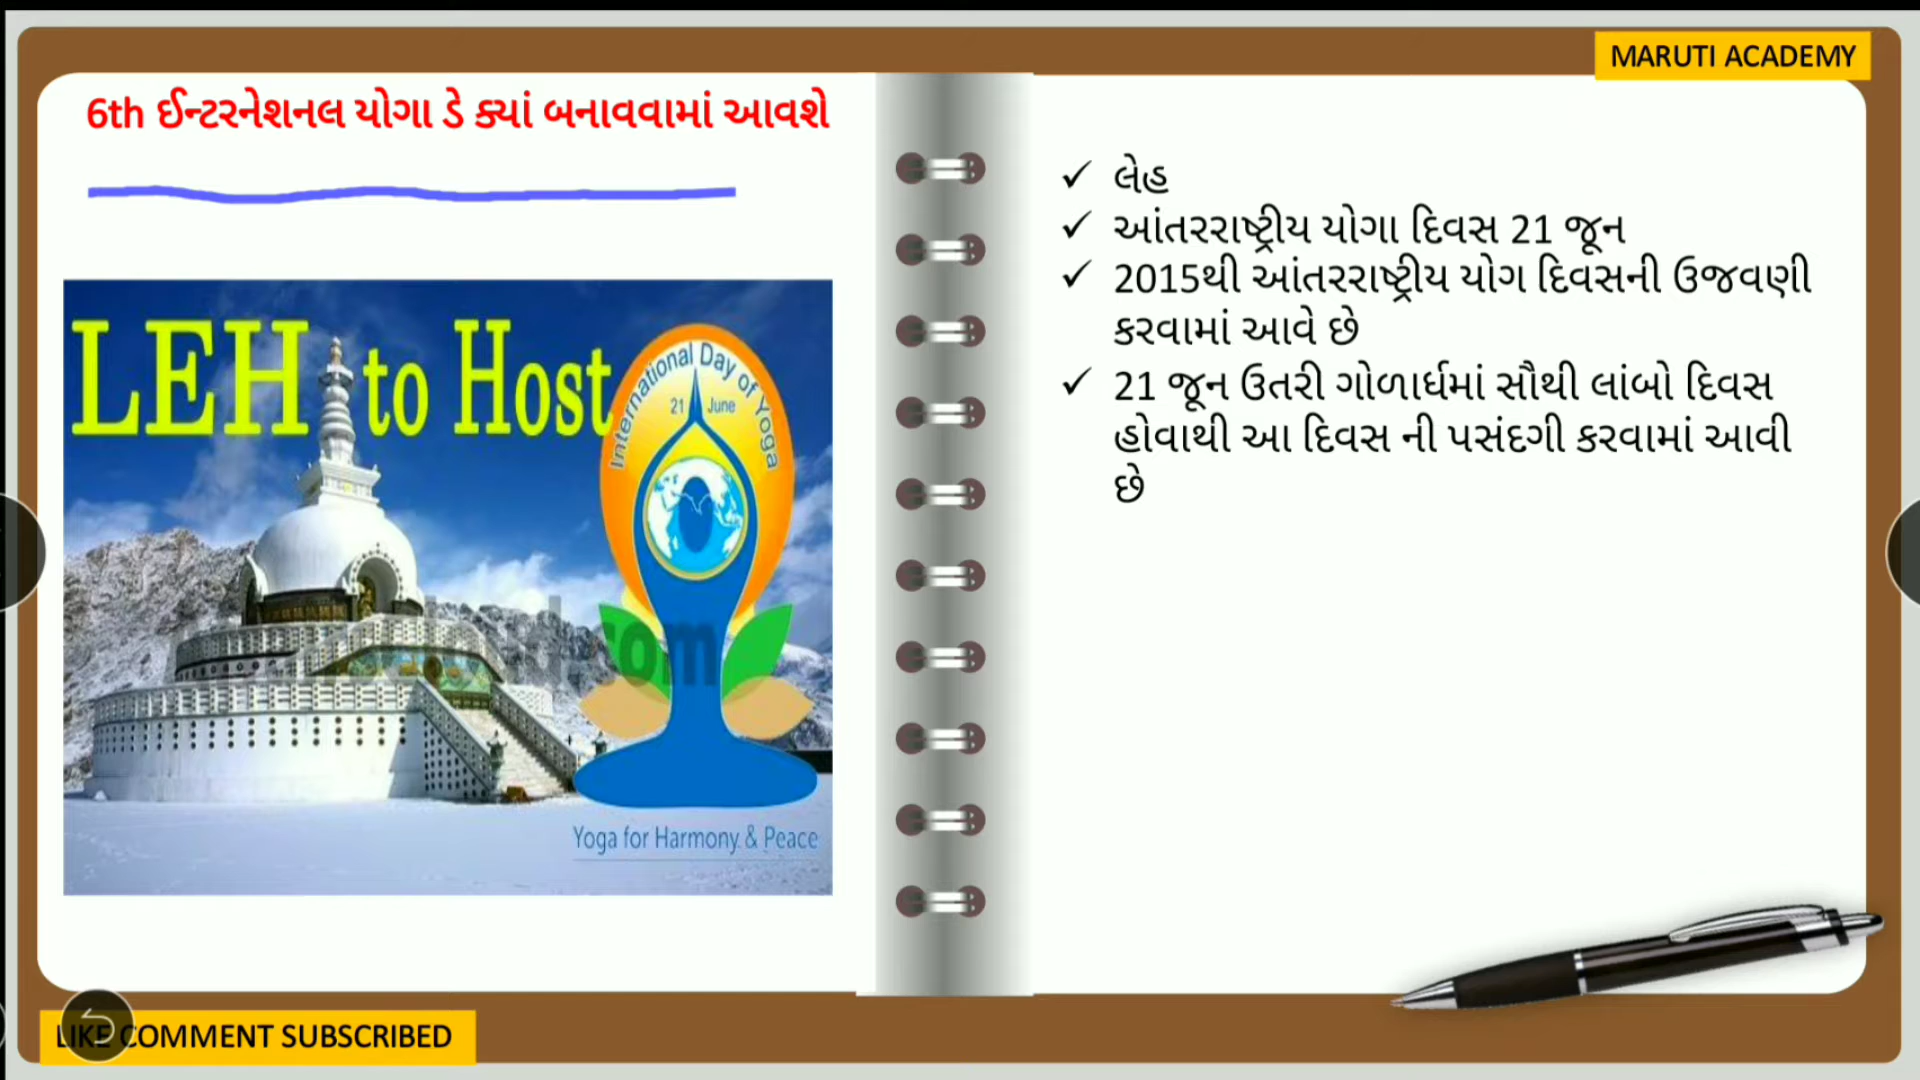 MARUTI ACADEMY
6th ઈન્ટરનેશનલ યોગા ડે ક્યાં બનાવવામાં આવશે
LEH to Host
International Day of Yoga
21 June
.com
Yoga for Harmony & Peace
લેહ
આંતરરાષ્ટ્રીય યોગા દિવસ 21 જૂન
2015થી આંતરરાષ્ટ્રીય યોગ દિવસની ઉજવણી
કરવામાં આવે છે
21 જૂન ઉતરી ગોળાર્ધમાં સૌથી લાંબો દિવસ
હોવાથી આ દિવસ ની પસંદગી કરવામાં આવી
છે
LIKE COMMENT SUBSCRIBED